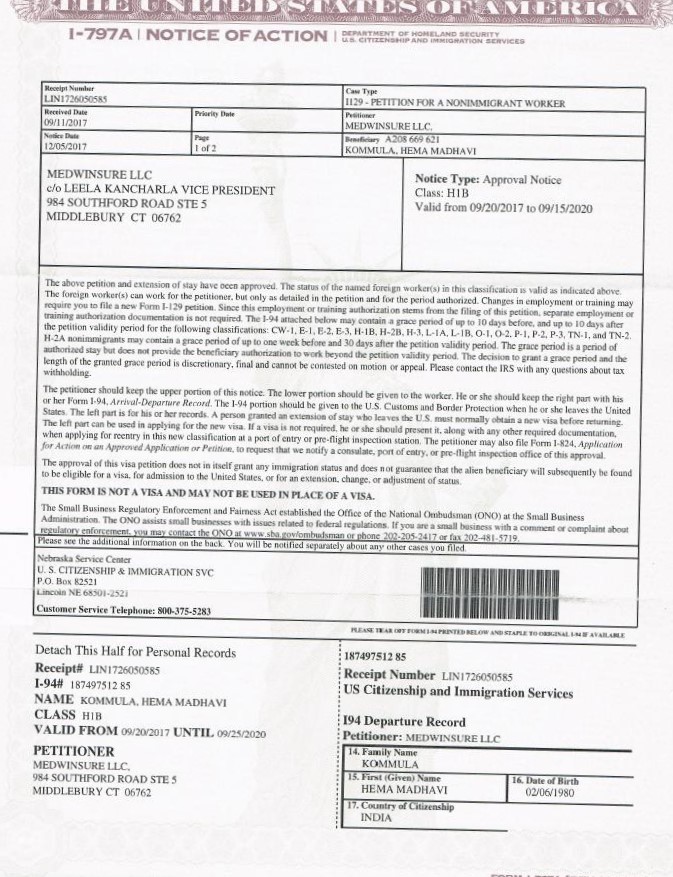 THE UNITED STATES OF AMERICA
I-797A | NOTICE OF ACTION | DEPARTMENT OF HOMELAND SECURITY
U.S. CITIZENSHIP AND IMMIGRATION SERVICES
Receipt Number
LIN1726050585
Case Type
I129 - PETITION FOR A NONIMMIGRANT WORKER
Received Date
09/11/2017
Priority Date
Petitioner
MEDWINSURE LLC,
Notice Date
12/05/2017
Page
1 of 2
Beneficiary A208 669 621
KOMMULA, HEMA MADHAVI
MEDWINSURE LLC
c/o LEELA KANCHARLA VICE PRESIDENT
984 SOUTHFORD ROAD STE 5
MIDDLEBURY CT 06762
Notice Type: Approval Notice
Class: H1B
Valid from 09/20/2017 to 09/15/2020
The above petition and extension of stay have been approved. The status of the named foreign worker(s) in this classification is valid as indicated above.
The foreign worker(s) can work for the petitioner, but only as detailed in the petition and for the period authorized. Changes in employment or training may
require you to file a new Form I-129 petition. Since this employment or training authorization stems from the filing of this petition, separate employment or
training authorization documentation is not required. The I-94 attached below may contain a grace period of up to 10 days before, and up to 10 days after
the petition validity period for the following classifications: CW-1, E-1, E-2, E-3, H-1B, H-2B, H-3, L-1A, L-1B, O-1, O-2, P-1, P-2, P-3, TN-1, and TN-2.
H-2A nonimmigrants may contain a grace period of up to one week before and 30 days after the petition validity period. The grace period is a period of
authorized stay but does not provide the beneficiary authorization to work beyond the petition validity period. The decision to grant a grace period and the
length of the granted grace period is discretionary, final and cannot be contested on motion or appeal. Please contact the IRS with any questions about tax
withholding.
The petitioner should keep the upper portion of this notice. The lower portion should be given to the worker. He or she should keep the right part with his
or her Form I-94, Arrival-Departure Record. The I-94 portion should be given to the U.S. Customs and Border Protection when he or she leaves the United
States. The left part is for his or her records. A person granted an extension of stay who leaves the U.S. must normally obtain a new visa before returning.
The left part can be used in applying for the new visa. If a visa is not required, he or she should present it, along with any other required documentation,
when applying for reentry in this new classification at a port of entry or pre-flight inspection station. The petitioner may also file Form I-824, Application
for Action on an Approved Application or Petition, to request that we notify a consulate, port of entry, or pre-flight inspection office of this approval.
The approval of this visa petition does not in itself grant any immigration status and does not guarantee that the alien beneficiary will subsequently be found
to be eligible for a visa, for admission to the United States, or for an extension, change, or adjustment of status.
THIS FORM IS NOT A VISA AND MAY NOT BE USED IN PLACE OF A VISA.
The Small Business Regulatory Enforcement and Fairness Act established the Office of the National Ombudsman (ONO) at the Small Business
Administration. The ONO assists small businesses with issues related to federal regulations. If you are a small business with a comment or complaint about
regulatory enforcement, you may contact the ONO at www.sba.gov/ombudsman or phone 202-205-2417 or fax 202-481-5719.
Please see the additional information on the back. You will be notified separately about any other cases you filed.
Nebraska Service Center
U. S. CITIZENSHIP & IMMIGRATION SVC
P.O. Box 82521
Lincoln NE 68501-2521
Customer Service Telephone: 800-375-5283
PLEASE TEAR OFF FORM I-94 PRINTED BELOW AND STAPLE TO ORIGINAL I-94 IF AVAILABLE
Detach This Half for Personal Records
Receipt# LIN1726050585
I-94# 187497512 85
NAME KOMMULA, HEMA MADHAVI
CLASS H1B
VALID FROM 09/20/2017 UNTIL 09/25/2020
PETITIONER
MEDWINSURE LLC,
984 SOUTHFORD ROAD STE 5
MIDDLEBURY CT 06762
187497512 85
Receipt Number LIN1726050585
US Citizenship and Immigration Services
I94 Departure Record
Petitioner: MEDWINSURE LLC
14. Family Name
KOMMULA
15. First (Given) Name
HEMA MADHAVI
16. Date of Birth
02/06/1980
17. Country of Citizenship
INDIA